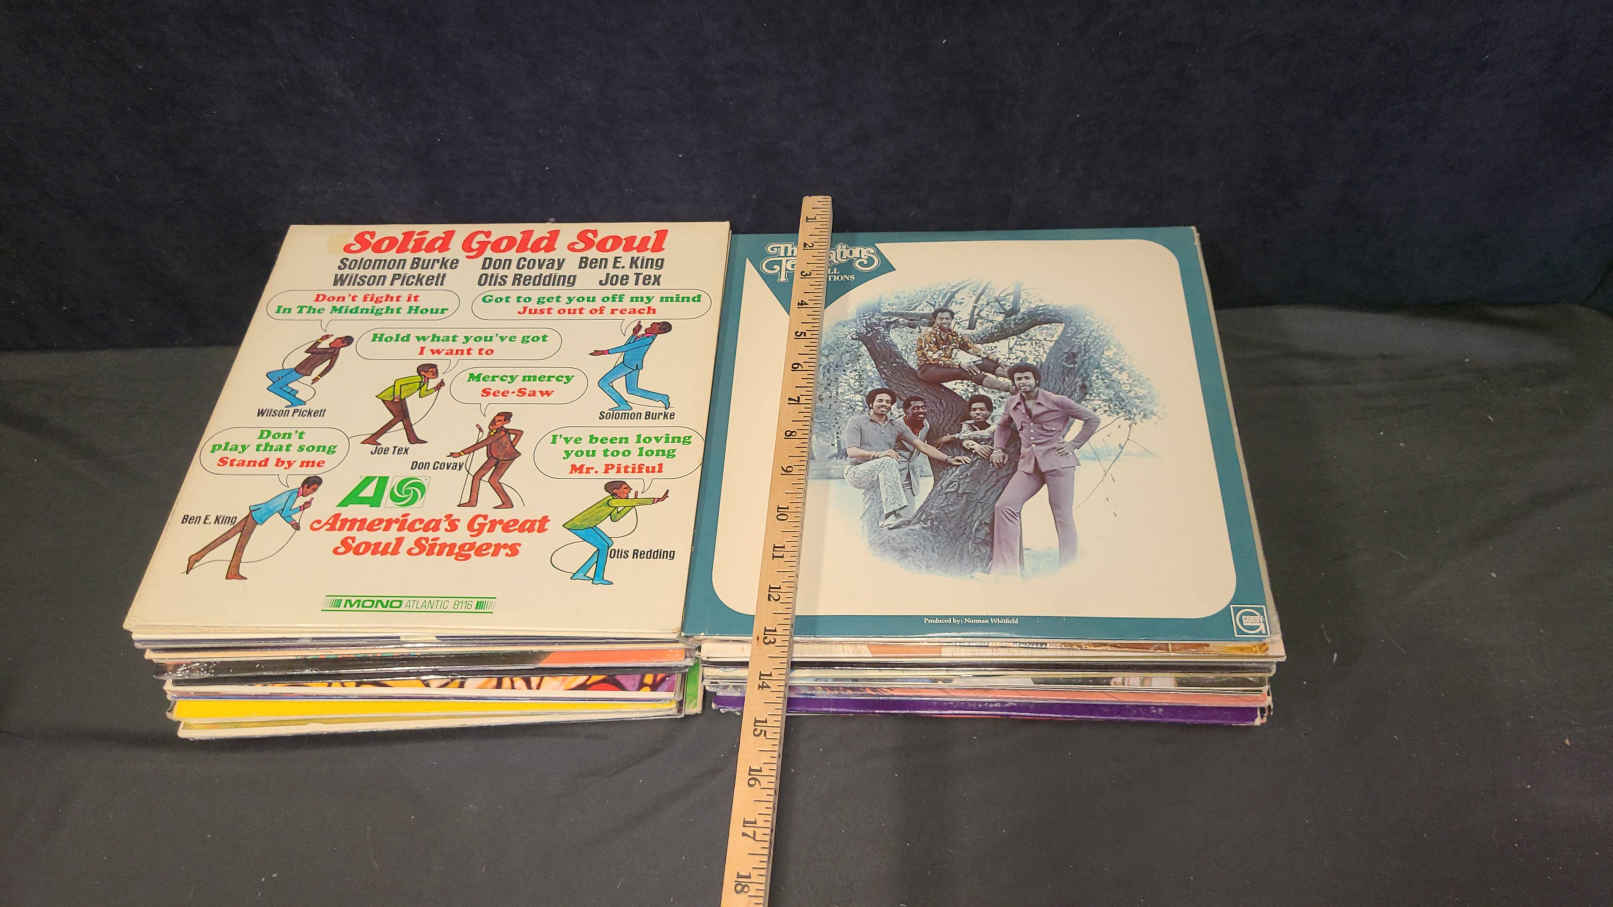 Solid Gold Soul
Solomon Burke Don Covay Ben E. King
Wilson Pickett Otis Redding Joe Tex
Don't fight it
In The Midnight Hour
Got to get you off my mind
Just out of reach
Hold what you've got
I want to
Mercy mercy
See-Saw
Wilson Pickett
Solomon Burke
Don't
play that song
Stand by me
Joe Tex
Don Covay
I've been loving
you too long
Mr. Pitiful
Ben E. King
America's Great
Soul Singers
Otis Redding
MONO ATLANTIC 8116
Produced by: Norman Whitfield
1
2
3
4
5
6
7
8
9
10
11
12
13
14
15
16
17
18